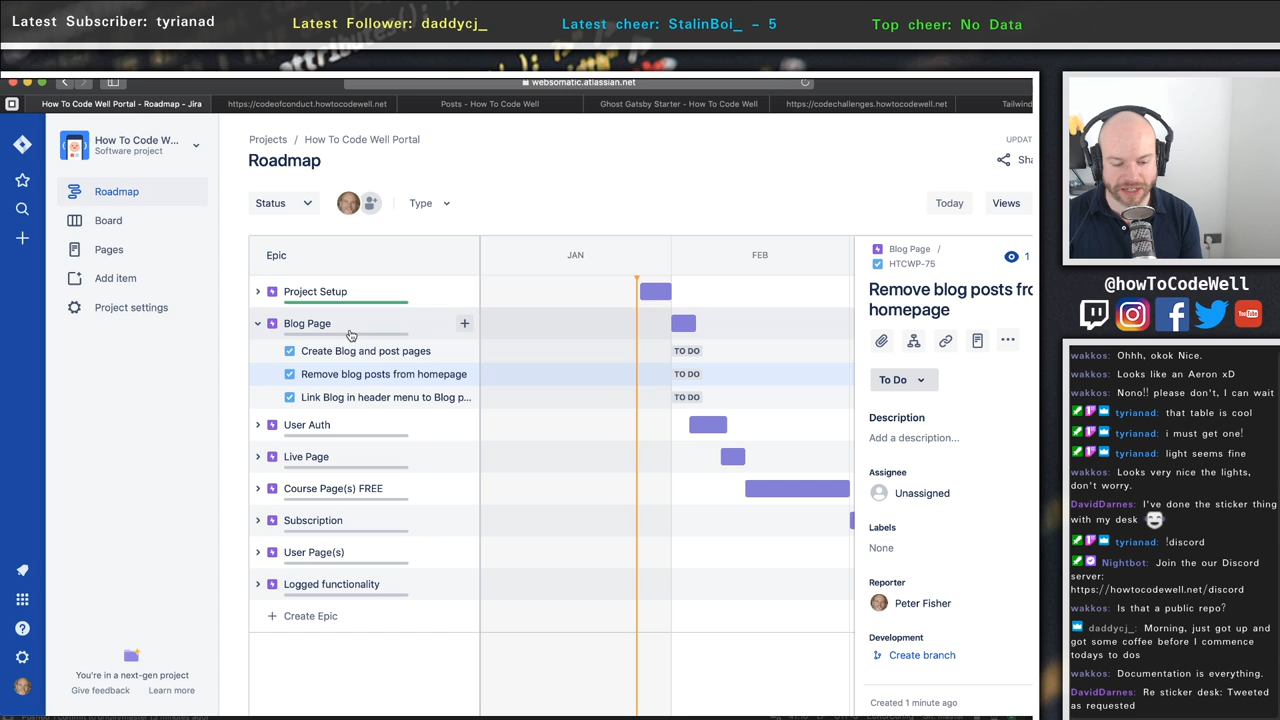 Latest Subscriber: tyrianad
Latest Follower: daddycj_
Latest cheer: StalinBoi_ - 5
Top cheer: No Data
websomatic.atlassian.net
How To Code Well Portal - Roadmap - Jira
https://codeofconduct.howtocodewell.net
Posts - How To Code Well
Ghost Gatsby Starter - How To Code Well
https://codechallenges.howtocodewell.net
Tailwind
How To Code W...
Software project
Roadmap
Board
Pages
Add item
Project settings
You're in a next-gen project
Give feedback
Learn more
Projects / How To Code Well Portal
Roadmap
UPDAT
Sha
Status
Type
Today
Views
Epic
JAN
FEB
Project Setup
Blog Page
Create Blog and post pages
TO DO
Remove blog posts from homepage
TO DO
Link Blog in header menu to Blog p...
TO DO
User Auth
Live Page
Course Page(s) FREE
Subscription
User Page(s)
Logged functionality
Create Epic
Blog Page /
HTCWP-75
1
Remove blog posts fro
homepage
To Do
Description
Add a description...
Assignee
Unassigned
Labels
None
Reporter
Peter Fisher
Development
Create branch
Created 1 minute ago
@howToCodeWell
You Tube
wakkos: Ohhh, okok Nice.
wakkos: Looks like an Aeron xD
wakkos: Nono!! please don't, I can wait
tyrianad: that table is cool
tyrianad: i must get one!
tyrianad: light seems fine
wakkos: Looks very nice the lights,
don't worry.
DavidDarnes: I've done the sticker thing
with my desk
tyrianad: !discord
Nightbot: Join the our Discord
server:
https://howtocodewell.net/discord
wakkos: Is that a public repo?
daddycj_: Morning, just got up and
got some coffee before I commence
todays to dos
wakkos: Documentation is everything.
DavidDarnes: Re sticker desk: Tweeted
as requested